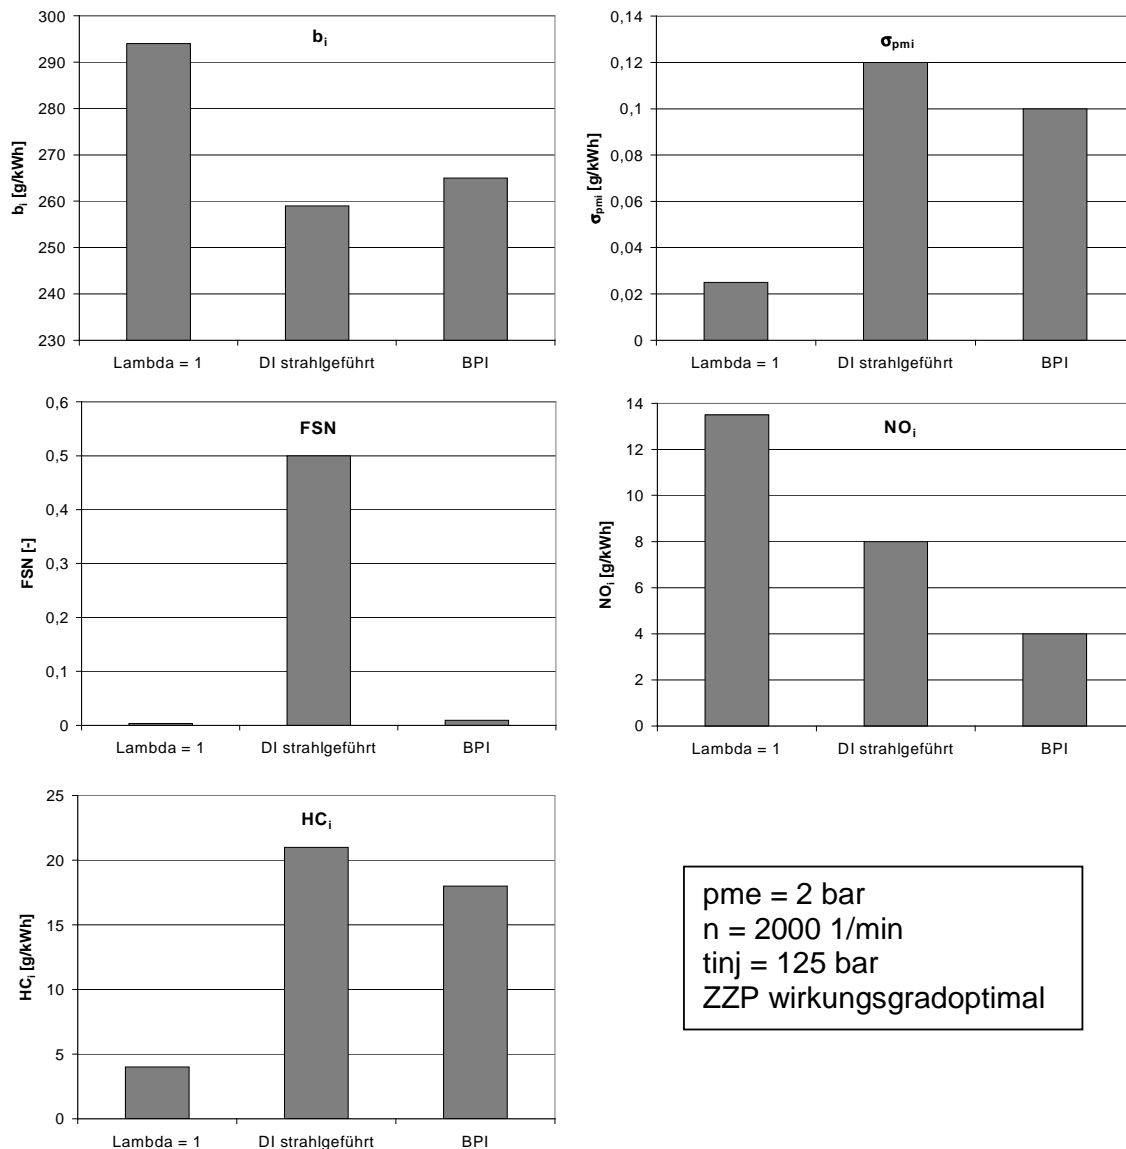 b_i
b_i [g/kWh]
300
290
280
270
260
250
240
230
Lambda = 1 DI strahlgeführt BPI
σ_pmi
σ_pmi [g/kWh]
0,14
0,12
0,1
0,08
0,06
0,04
0,02
0
Lambda = 1 DI strahlgeführt BPI
FSN
FSN [-]
0,6
0,5
0,4
0,3
0,2
0,1
0
Lambda = 1 DI strahlgeführt BPI
NO_i
NO_i [g/kWh]
14
12
10
8
6
4
2
0
Lambda = 1 DI strahlgeführt BPI
HC_i
HC_i [g/kWh]
25
20
15
10
5
0
Lambda = 1 DI strahlgeführt BPI
pme = 2 bar
n = 2000 1/min
tinj = 125 bar
ZZP wirkungsgradoptimal